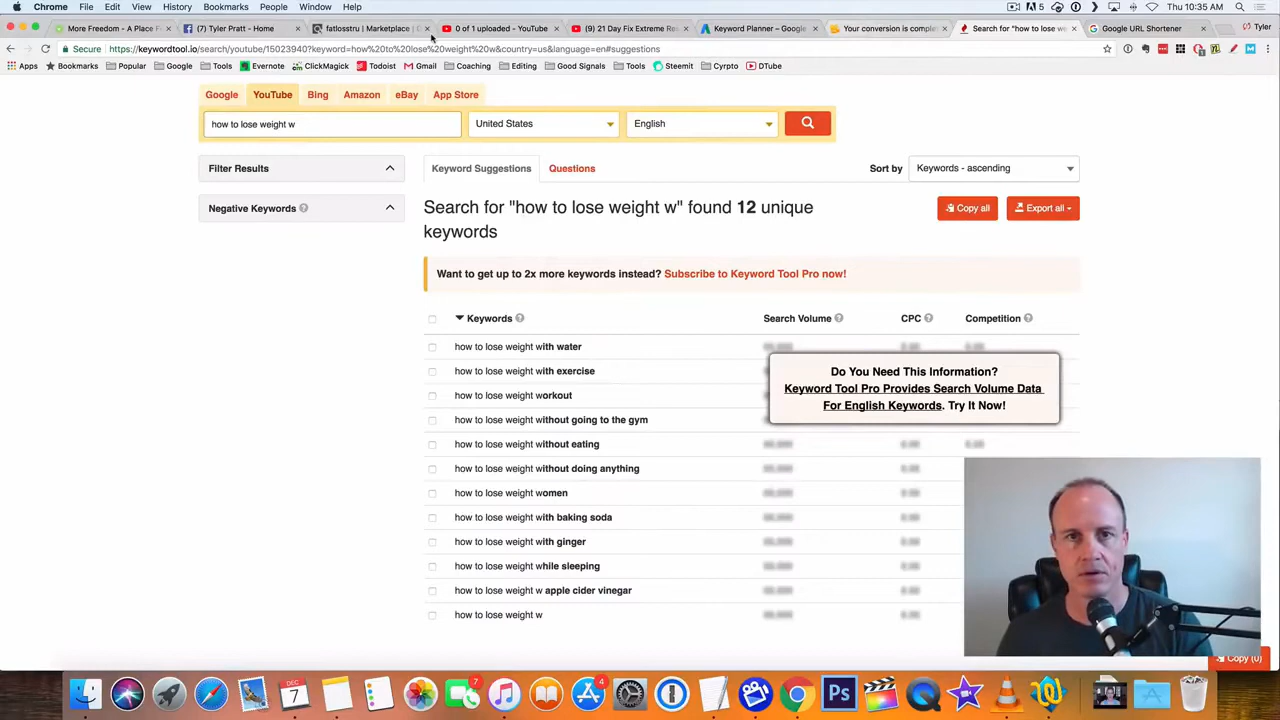 Chrome File Edit View History Bookmarks People Window Help
5 100% Thu Dec 7 10:35 AM
More Freedom - A Place F
(7) Tyler Pratt - Home
fatlosstru | Marketplace |
0 of 1 uploaded - YouTube
(9) 21 Day Fix Extreme Re
Keyword Planner – Google
Your conversion is comple
Search for "how to lose we
Google URL Shortener
Tyler
Secure https://keywordtool.io/search/youtube/15023940?keyword=how%20to%20lose%20weight%20w&country=us&language=en#suggestions
Apps Bookmarks Popular Google Tools Evernote ClickMagick Todoist Gmail Coaching Editing Good Signals Tools Steemit Cyrpto DTube
Google YouTube Bing Amazon eBay App Store
how to lose weight w United States English
Filter Results
Negative Keywords
Keyword Suggestions Questions Sort by Keywords - ascending
Search for "how to lose weight w" found 12 unique
keywords
Copy all Export all
Want to get up to 2x more keywords instead? Subscribe to Keyword Tool Pro now!
Keywords Search Volume CPC Competition
how to lose weight with water
how to lose weight with exercise
how to lose weight workout
how to lose weight without going to the gym
how to lose weight without eating
how to lose weight without doing anything
how to lose weight women
how to lose weight with baking soda
how to lose weight with ginger
how to lose weight while sleeping
how to lose weight w apple cider vinegar
how to lose weight w
Do You Need This Information?
Keyword Tool Pro Provides Search Volume Data
For English Keywords. Try It Now!
Copy (0)
DEC
7
7
4
Ps